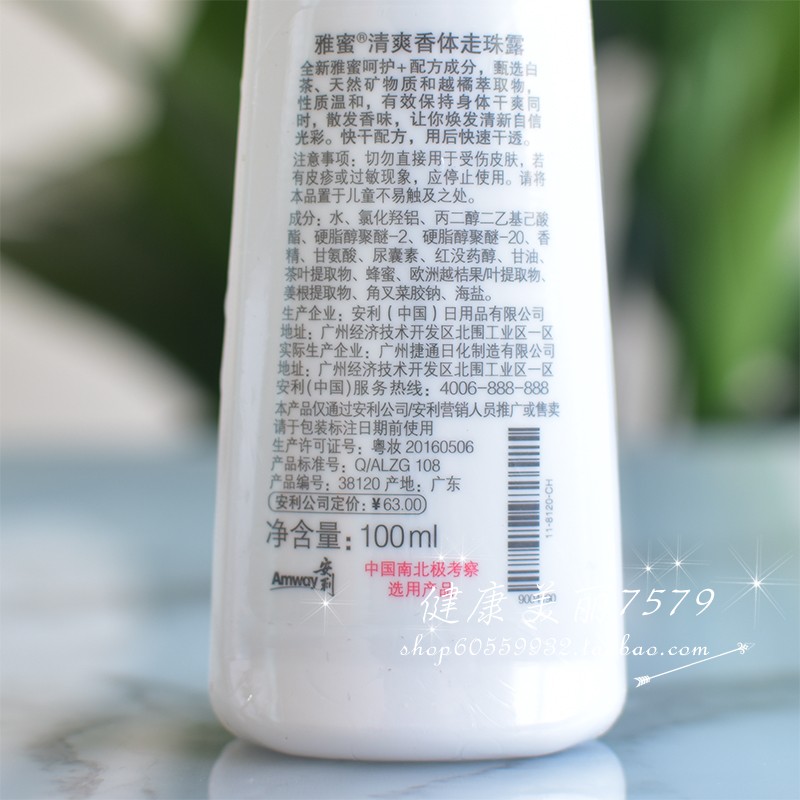 雅蜜®清爽香体走珠露
全新雅蜜呵护+配方成分，甄选白
茶、天然矿物质和越橘萃取物，
性质温和，有效保持身体干爽同
时，散发香味，让你焕发清新自信
光彩。快干配方，用后快速干透。
注意事项：切勿直接用于受伤皮肤，若
有皮疹或过敏现象，应停止使用。请将
本品置于儿童不易触及之处。
成分：水、氯化羟铝、丙二醇二乙基己酸
酯、硬脂醇聚醚-2、硬脂醇聚醚-20、香
精、甘氨酸、尿囊素、红没药醇、甘油、
茶叶提取物、蜂蜜、欧洲越桔果/叶提取物、
姜根提取物、角叉菜胶钠、海盐。
生产企业：安利（中国）日用品有限公司
地址：广州经济技术开发区北围工业区一区
实际生产企业：广州捷通日化制造有限公司
地址：广州经济技术开发区北围工业区一区
安利(中国)服务热线：4006-888-888
本产品仅通过安利公司/安利营销人员推广或售卖
请于包装标注日期前使用
生产许可证号：粤妆 20160506
产品标准号：Q/ALZG 108
产品编号：38120 产地：广东
安利公司定价：¥63.00
净含量：100ml
11-8120-CH
Amway 安利
中国南北极考察
选用产品
健康美丽7579
shop60559932.taobao.com